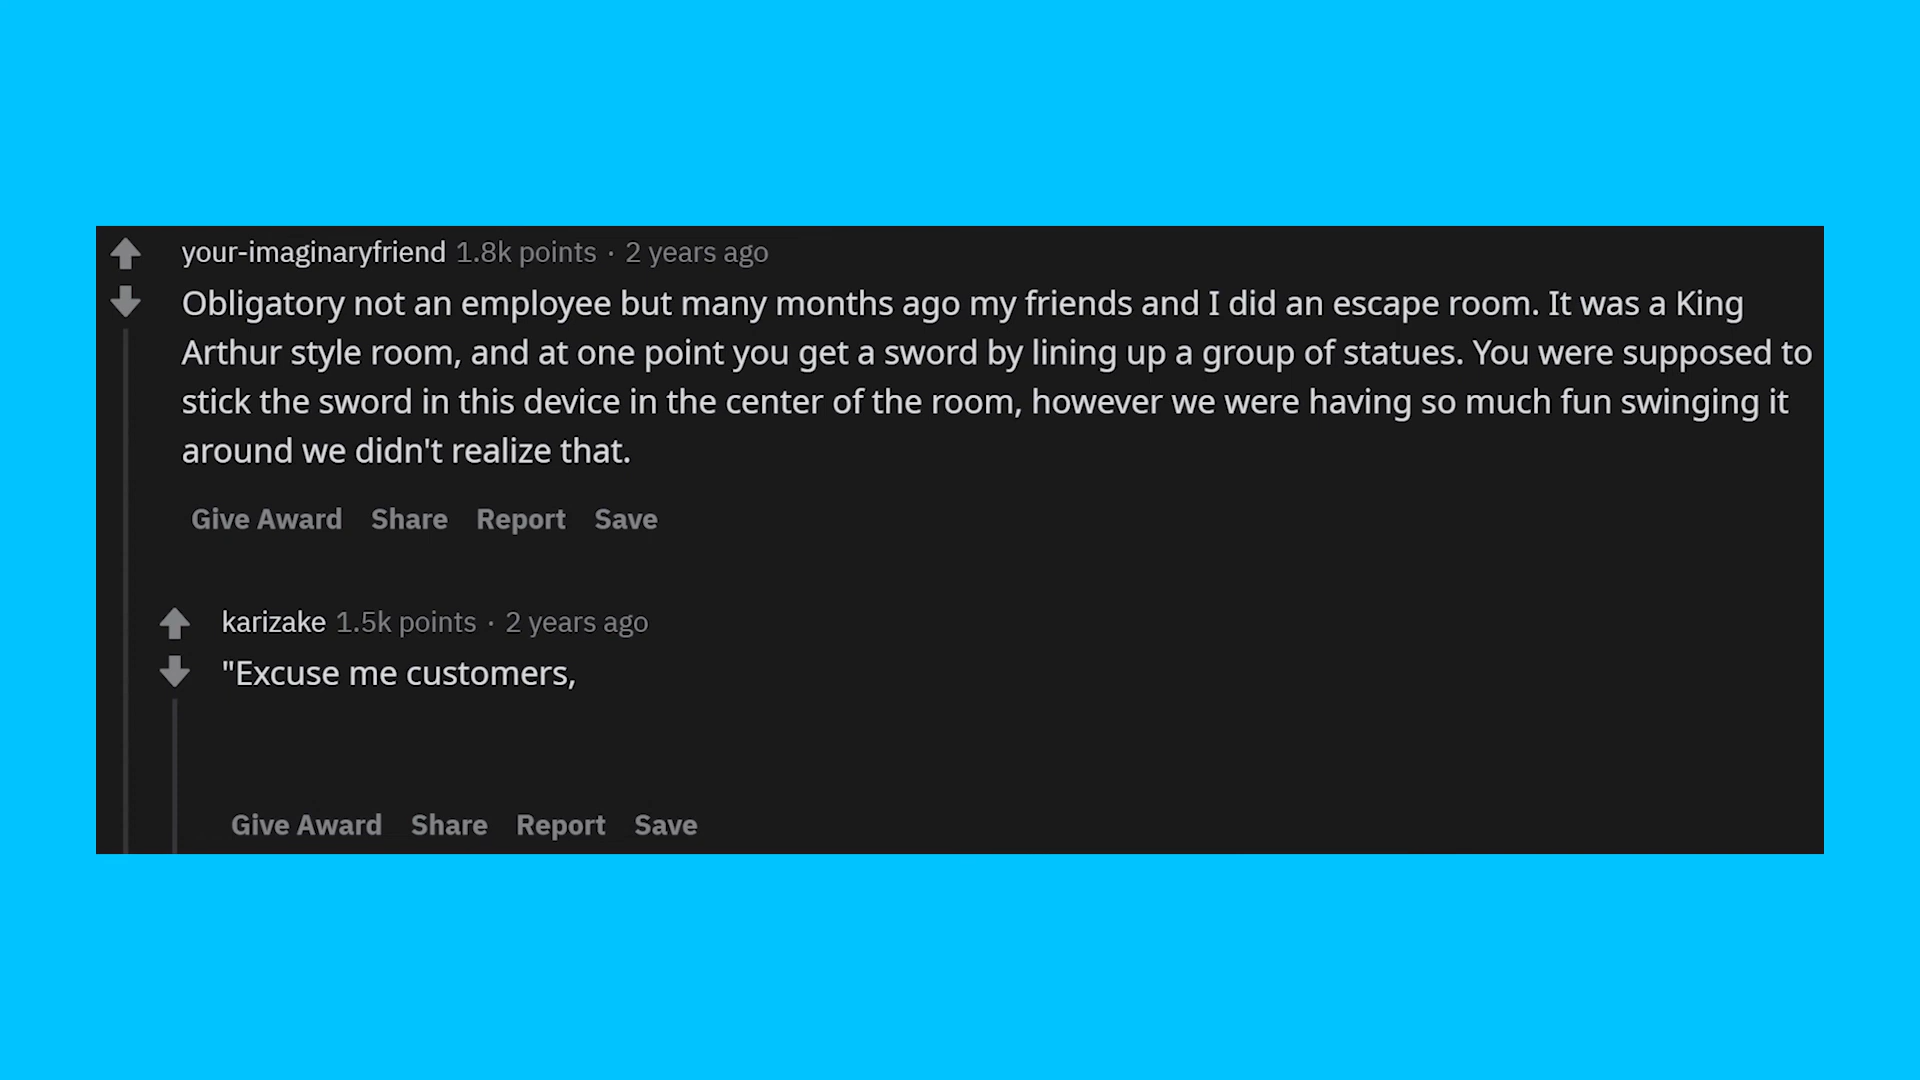 your-imaginaryfriend 1.8k points · 2 years ago
Obligatory not an employee but many months ago my friends and I did an escape room. It was a King
Arthur style room, and at one point you get a sword by lining up a group of statues. You were supposed to
stick the sword in this device in the center of the room, however we were having so much fun swinging it
around we didn't realize that.
Give Award Share Report Save
karizake 1.5k points · 2 years ago
"Excuse me customers,
Give Award Share Report Save